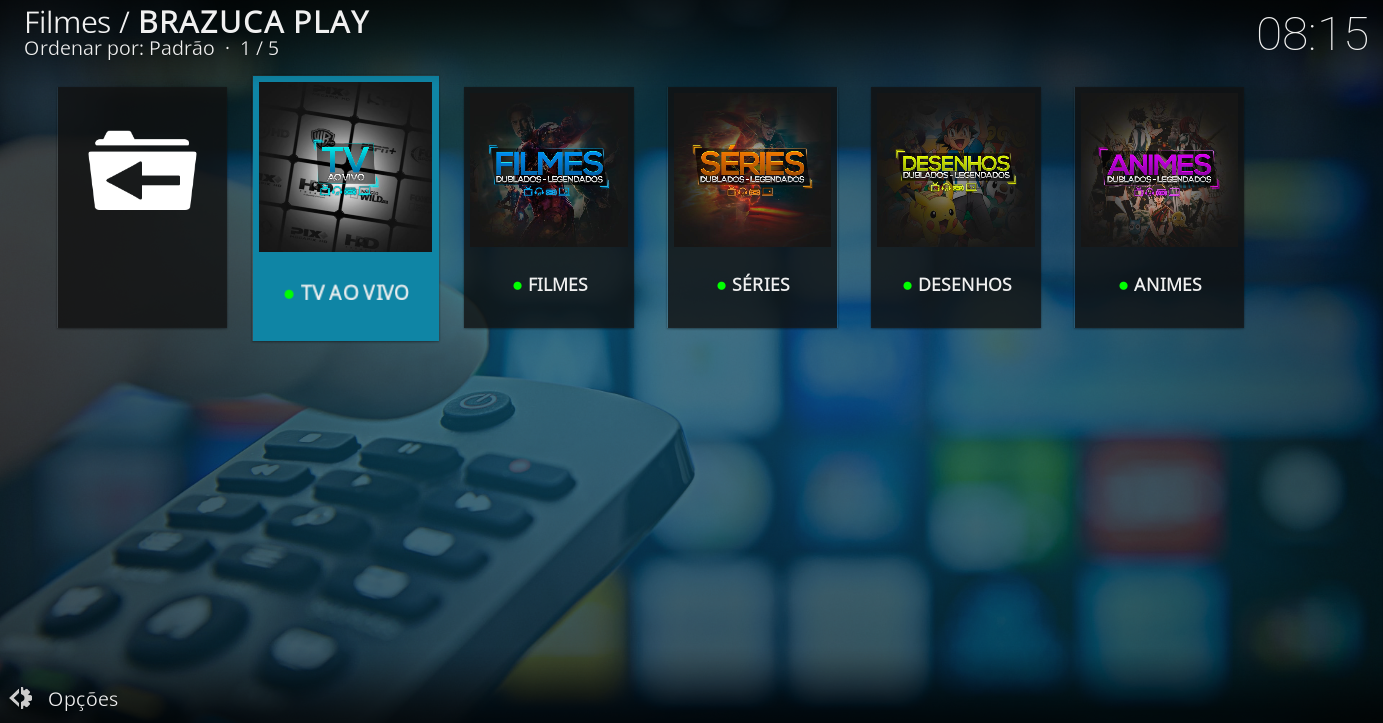 Filmes / BRAZUCA PLAY
Ordenar por: Padrão · 1 / 5
08:15
TV
AO VIVO
FILMES
DUBLADOS - LEGENDADOS
SÉRIES
DUBLADOS - LEGENDADOS
DESENHOS
DUBLADOS - LEGENDADOS
ANIMES
DUBLADOS - LEGENDADOS
TV AO VIVO
FILMES
SÉRIES
DESENHOS
ANIMES
Opções